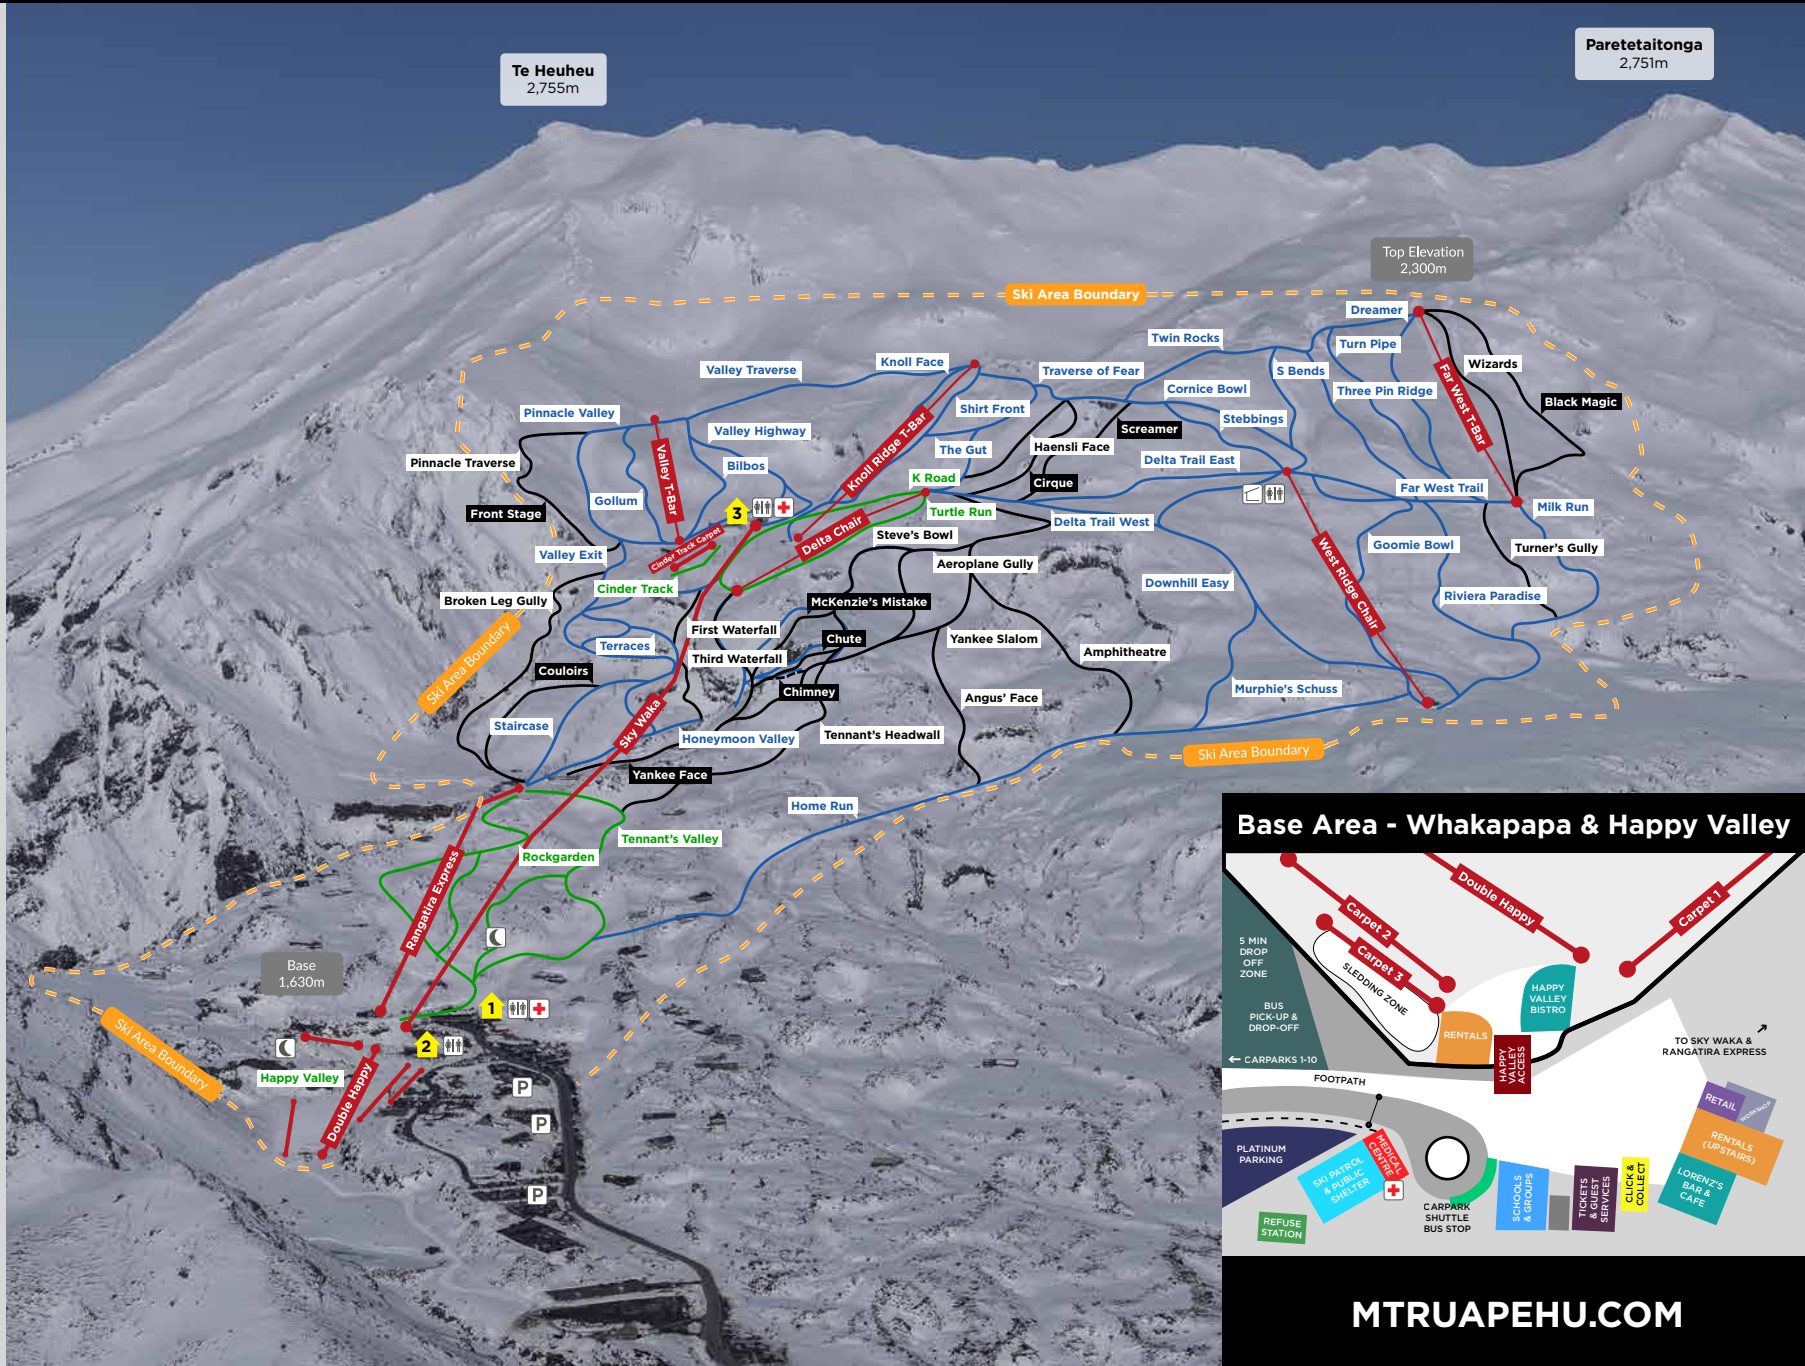 Te Heuheu
2,755m
Paretetaitonga
2,751m
Top Elevation
2,300m
Ski Area Boundary
Dreamer
Twin Rocks
Turn Pipe
Knoll Face
Valley Traverse
Traverse of Fear
S Bends
Wizards
Cornice Bowl
Three Pin Ridge
Far West T-Bar
Black Magic
Pinnacle Valley
Shirt Front
Stebbings
Valley Highway
Screamer
Knoll Ridge T-Bar
The Gut
Haensli Face
Pinnacle Traverse
Valley T-Bar
Bilbos
Delta Trail East
K Road
Cirque
Far West Trail
Gollum
3
Milk Run
Front Stage
Turtle Run
Delta Trail West
Delta Chair
Steve's Bowl
Cinder Track Carpet
Valley Exit
Goomie Bowl
Turner's Gully
Aeroplane Gully
West Ridge Chair
Cinder Track
Downhill Easy
Riviera Paradise
Broken Leg Gully
McKenzie's Mistake
First Waterfall
Chute
Yankee Slalom
Terraces
Amphitheatre
Third Waterfall
Ski Area Boundary
Couloirs
Chimney
Murphie's Schuss
Angus' Face
Sky Waka
Staircase
Honeymoon Valley
Tennant's Headwall
Ski Area Boundary
Yankee Face
Home Run
Tennant's Valley
Rockgarden
Rangatira Express
Base
1,630m
1
2
Ski Area Boundary
Happy Valley
Double Happy
P
P
P
Base Area - Whakapapa & Happy Valley
Double Happy
Carpet 1
Carpet 2
Carpet 3
SLEDDING ZONE
5 MIN
DROP
OFF
ZONE
BUS
PICK-UP &
DROP-OFF
← CARPARKS 1-10
HAPPY
VALLEY
BISTRO
RENTALS
HAPPY
VALLEY
ACCESS
TO SKY WAKA &
RANGATIRA EXPRESS
FOOTPATH
RETAIL
WORKSHOP
RENTALS
(UPSTAIRS)
LORENZ'S
BAR &
CAFE
PLATINUM
PARKING
MEDICAL
CENTRE
SKI PATROL
& PUBLIC
SHELTER
REFUSE
STATION
CARPARK
SHUTTLE
BUS STOP
SCHOOLS
& GROUPS
TICKETS
& GUEST
SERVICES
CLICK &
COLLECT
MTRUAPEHU.COM